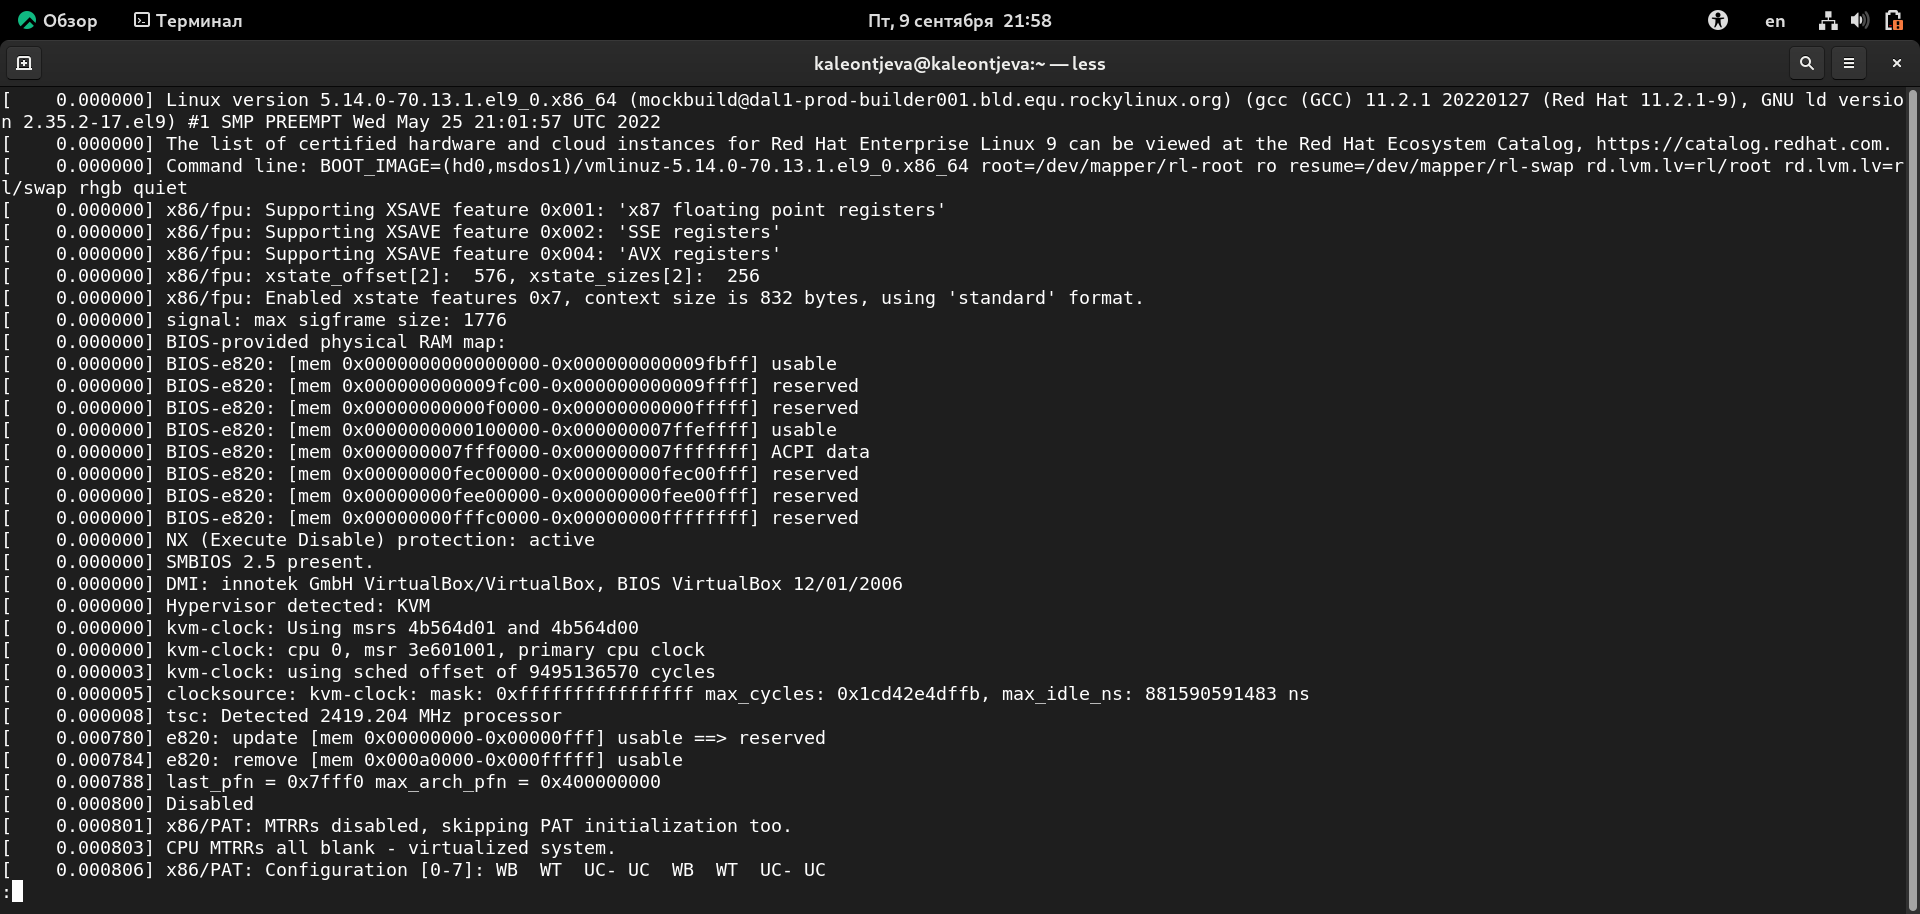 Обзор Терминал Пт, 9 сентября 21:58 en
kaleontjeva@kaleontjeva:~ — less
[    0.000000] Linux version 5.14.0-70.13.1.el9_0.x86_64 (mockbuild@dal1-prod-builder001.bld.equ.rockylinux.org) (gcc (GCC) 11.2.1 20220127 (Red Hat 11.2.1-9), GNU ld versio
n 2.35.2-17.el9) #1 SMP PREEMPT Wed May 25 21:01:57 UTC 2022
[    0.000000] The list of certified hardware and cloud instances for Red Hat Enterprise Linux 9 can be viewed at the Red Hat Ecosystem Catalog, https://catalog.redhat.com.
[    0.000000] Command line: BOOT_IMAGE=(hd0,msdos1)/vmlinuz-5.14.0-70.13.1.el9_0.x86_64 root=/dev/mapper/rl-root ro resume=/dev/mapper/rl-swap rd.lvm.lv=rl/root rd.lvm.lv=r
l/swap rhgb quiet
[    0.000000] x86/fpu: Supporting XSAVE feature 0x001: 'x87 floating point registers'
[    0.000000] x86/fpu: Supporting XSAVE feature 0x002: 'SSE registers'
[    0.000000] x86/fpu: Supporting XSAVE feature 0x004: 'AVX registers'
[    0.000000] x86/fpu: xstate_offset[2]:  576, xstate_sizes[2]:  256
[    0.000000] x86/fpu: Enabled xstate features 0x7, context size is 832 bytes, using 'standard' format.
[    0.000000] signal: max sigframe size: 1776
[    0.000000] BIOS-provided physical RAM map:
[    0.000000] BIOS-e820: [mem 0x0000000000000000-0x000000000009fbff] usable
[    0.000000] BIOS-e820: [mem 0x000000000009fc00-0x000000000009ffff] reserved
[    0.000000] BIOS-e820: [mem 0x00000000000f0000-0x00000000000fffff] reserved
[    0.000000] BIOS-e820: [mem 0x0000000000100000-0x000000007ffeffff] usable
[    0.000000] BIOS-e820: [mem 0x000000007fff0000-0x000000007fffffff] ACPI data
[    0.000000] BIOS-e820: [mem 0x00000000fec00000-0x00000000fec00fff] reserved
[    0.000000] BIOS-e820: [mem 0x00000000fee00000-0x00000000fee00fff] reserved
[    0.000000] BIOS-e820: [mem 0x00000000fffc0000-0x00000000ffffffff] reserved
[    0.000000] NX (Execute Disable) protection: active
[    0.000000] SMBIOS 2.5 present.
[    0.000000] DMI: innotek GmbH VirtualBox/VirtualBox, BIOS VirtualBox 12/01/2006
[    0.000000] Hypervisor detected: KVM
[    0.000000] kvm-clock: Using msrs 4b564d01 and 4b564d00
[    0.000000] kvm-clock: cpu 0, msr 3e601001, primary cpu clock
[    0.000003] kvm-clock: using sched offset of 9495136570 cycles
[    0.000005] clocksource: kvm-clock: mask: 0xffffffffffffffff max_cycles: 0x1cd42e4dffb, max_idle_ns: 881590591483 ns
[    0.000008] tsc: Detected 2419.204 MHz processor
[    0.000780] e820: update [mem 0x00000000-0x00000fff] usable ==> reserved
[    0.000784] e820: remove [mem 0x000a0000-0x000fffff] usable
[    0.000788] last_pfn = 0x7fff0 max_arch_pfn = 0x400000000
[    0.000800] Disabled
[    0.000801] x86/PAT: MTRRs disabled, skipping PAT initialization too.
[    0.000803] CPU MTRRs all blank - virtualized system.
[    0.000806] x86/PAT: Configuration [0-7]: WB  WT  UC- UC  WB  WT  UC- UC
: